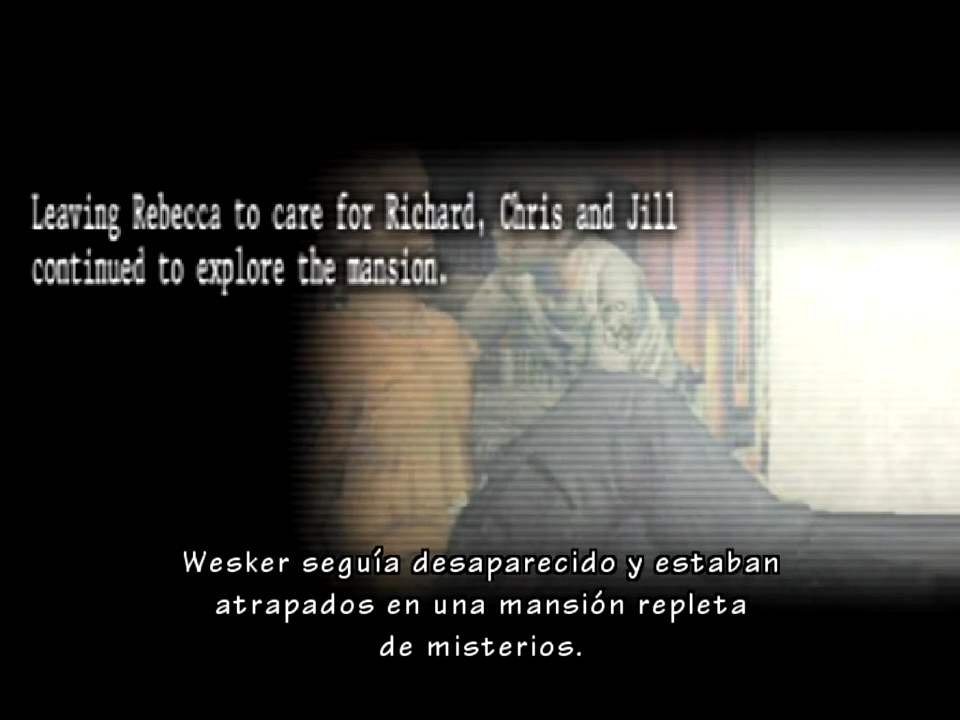 Leaving Rebecca to care for Richard, Chris and Jill
continued to explore the mansion.
Wesker seguía desaparecido y estaban
atrapados en una mansión repleta
de misterios.